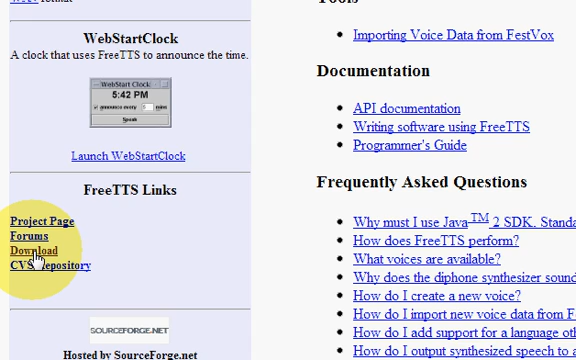 WebStartClock
A clock that uses FreeTTS to announce the time.
WebStart Clock
5:42 PM
announce every 5 mins
Speak
Launch WebStartClock
FreeTTS Links
Project Page
Forums
Download
CVS Repository
SOURCEFORGE.NET
Hosted by SourceForge.net
Tools
Importing Voice Data from FestVox
Documentation
API documentation
Writing software using FreeTTS
Programmer's Guide
Frequently Asked Questions
Why must I use Java TM 2 SDK, Standa
How does FreeTTS perform?
What voices are available?
Why does the diphone synthesizer sound
How do I create a new voice?
How do I import new voice data from F
How do I add support for a language oth
How do I output synthesized speech to a